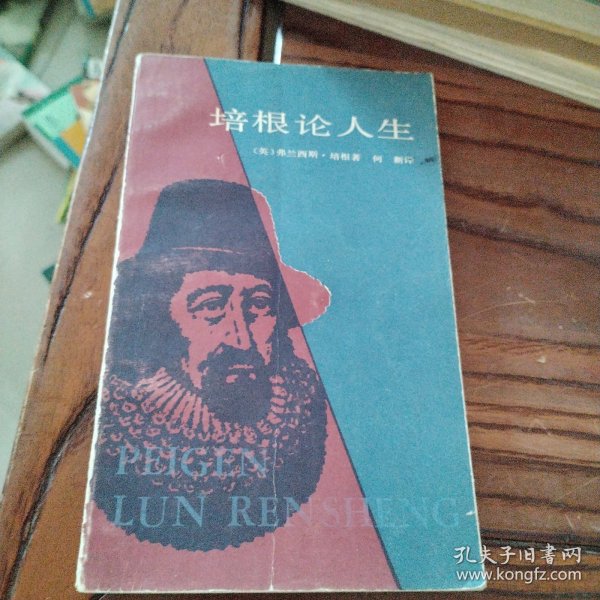 培根论人生
(英)弗兰西斯·培根著 何新译
PEIGEN
LUN RENSHENG
孔夫子旧书网
www.kongfz.com